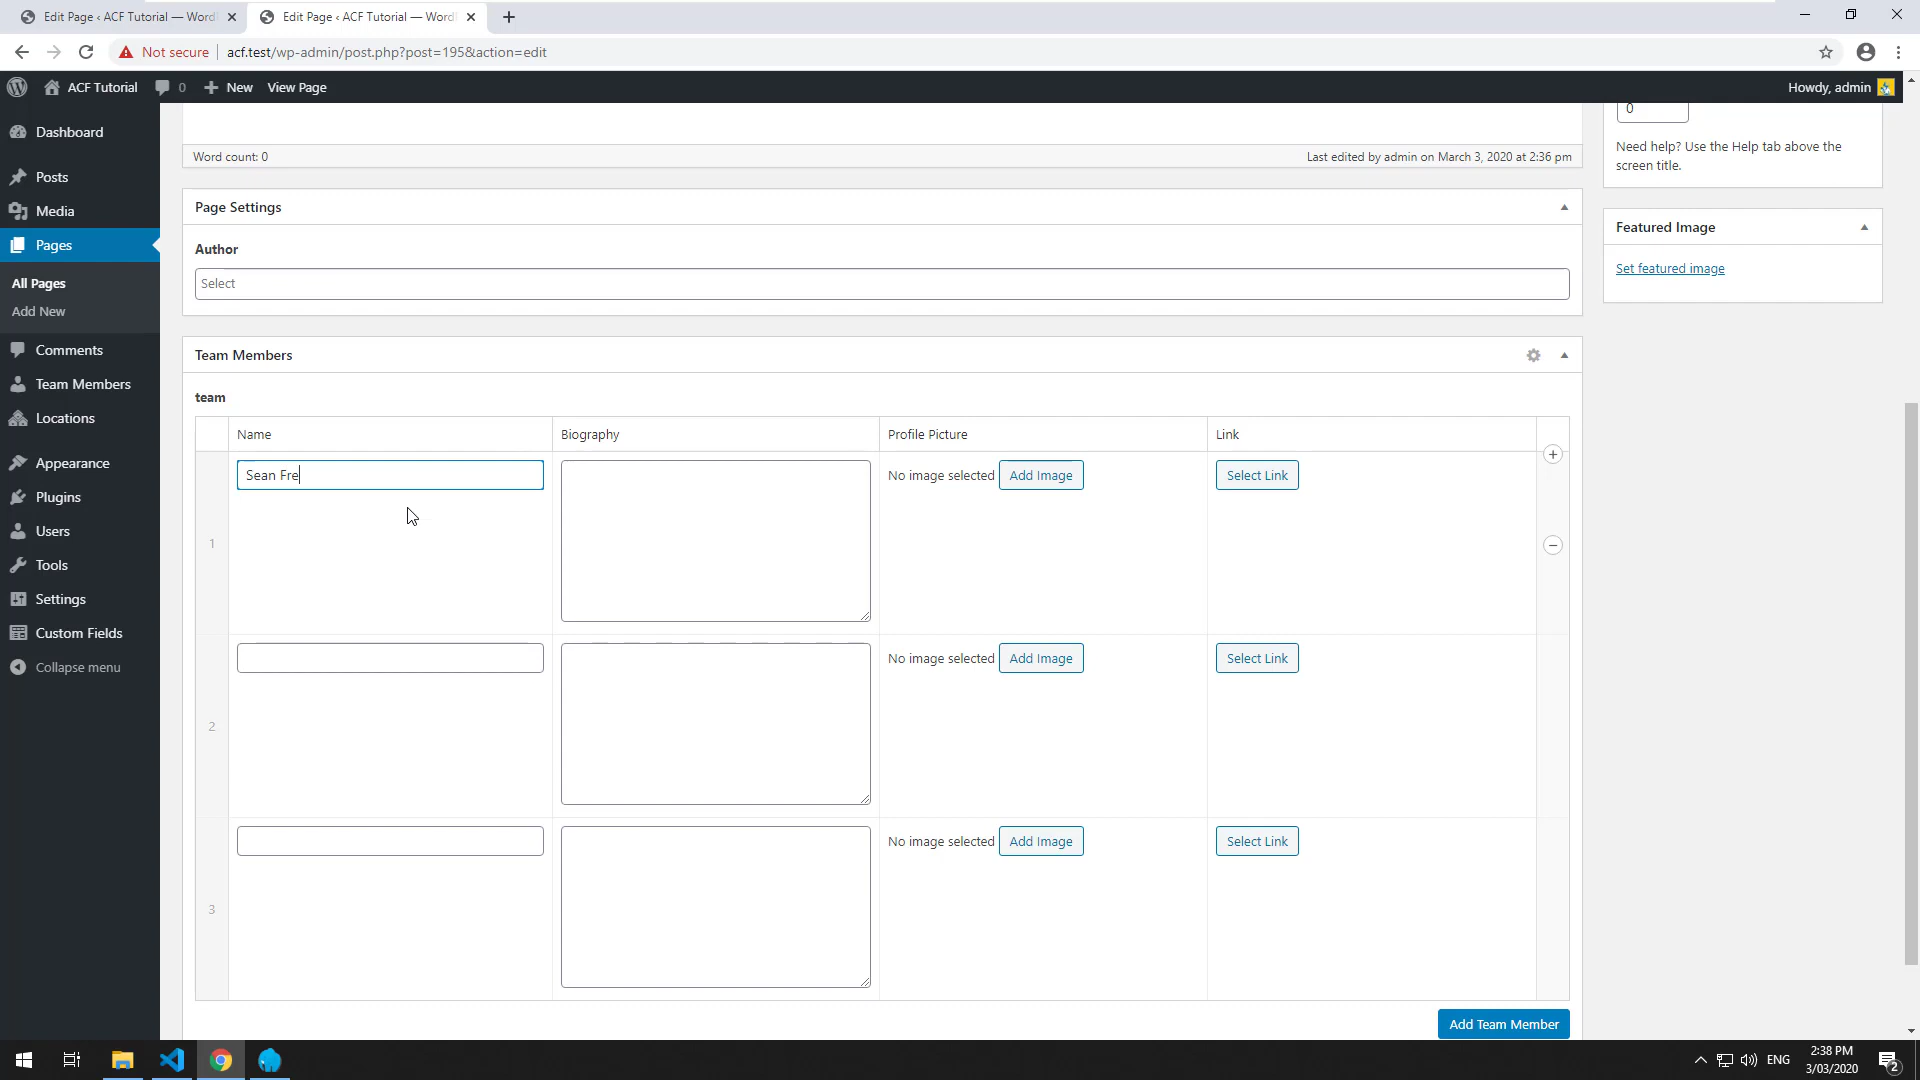 Edit Page ‹ ACF Tutorial — Word
Edit Page ‹ ACF Tutorial — Word
Not secure
acf.test/wp-admin/post.php?post=195&action=edit
ACF Tutorial
0
New
View Page
Howdy, admin
Dashboard
Posts
Media
Pages
All Pages
Add New
Comments
Team Members
Locations
Appearance
Plugins
Users
Tools
Settings
Custom Fields
Collapse menu
Word count: 0
Last edited by admin on March 3, 2020 at 2:36 pm
Page Settings
Author
Select
Team Members
team
Name
Biography
Profile Picture
Link
1
Sean Fre
No image selected
Add Image
Select Link
2
No image selected
Add Image
Select Link
3
No image selected
Add Image
Select Link
Add Team Member
0
Need help? Use the Help tab above the
screen title.
Featured Image
Set featured image
ENG
2:38 PM
3/03/2020
2